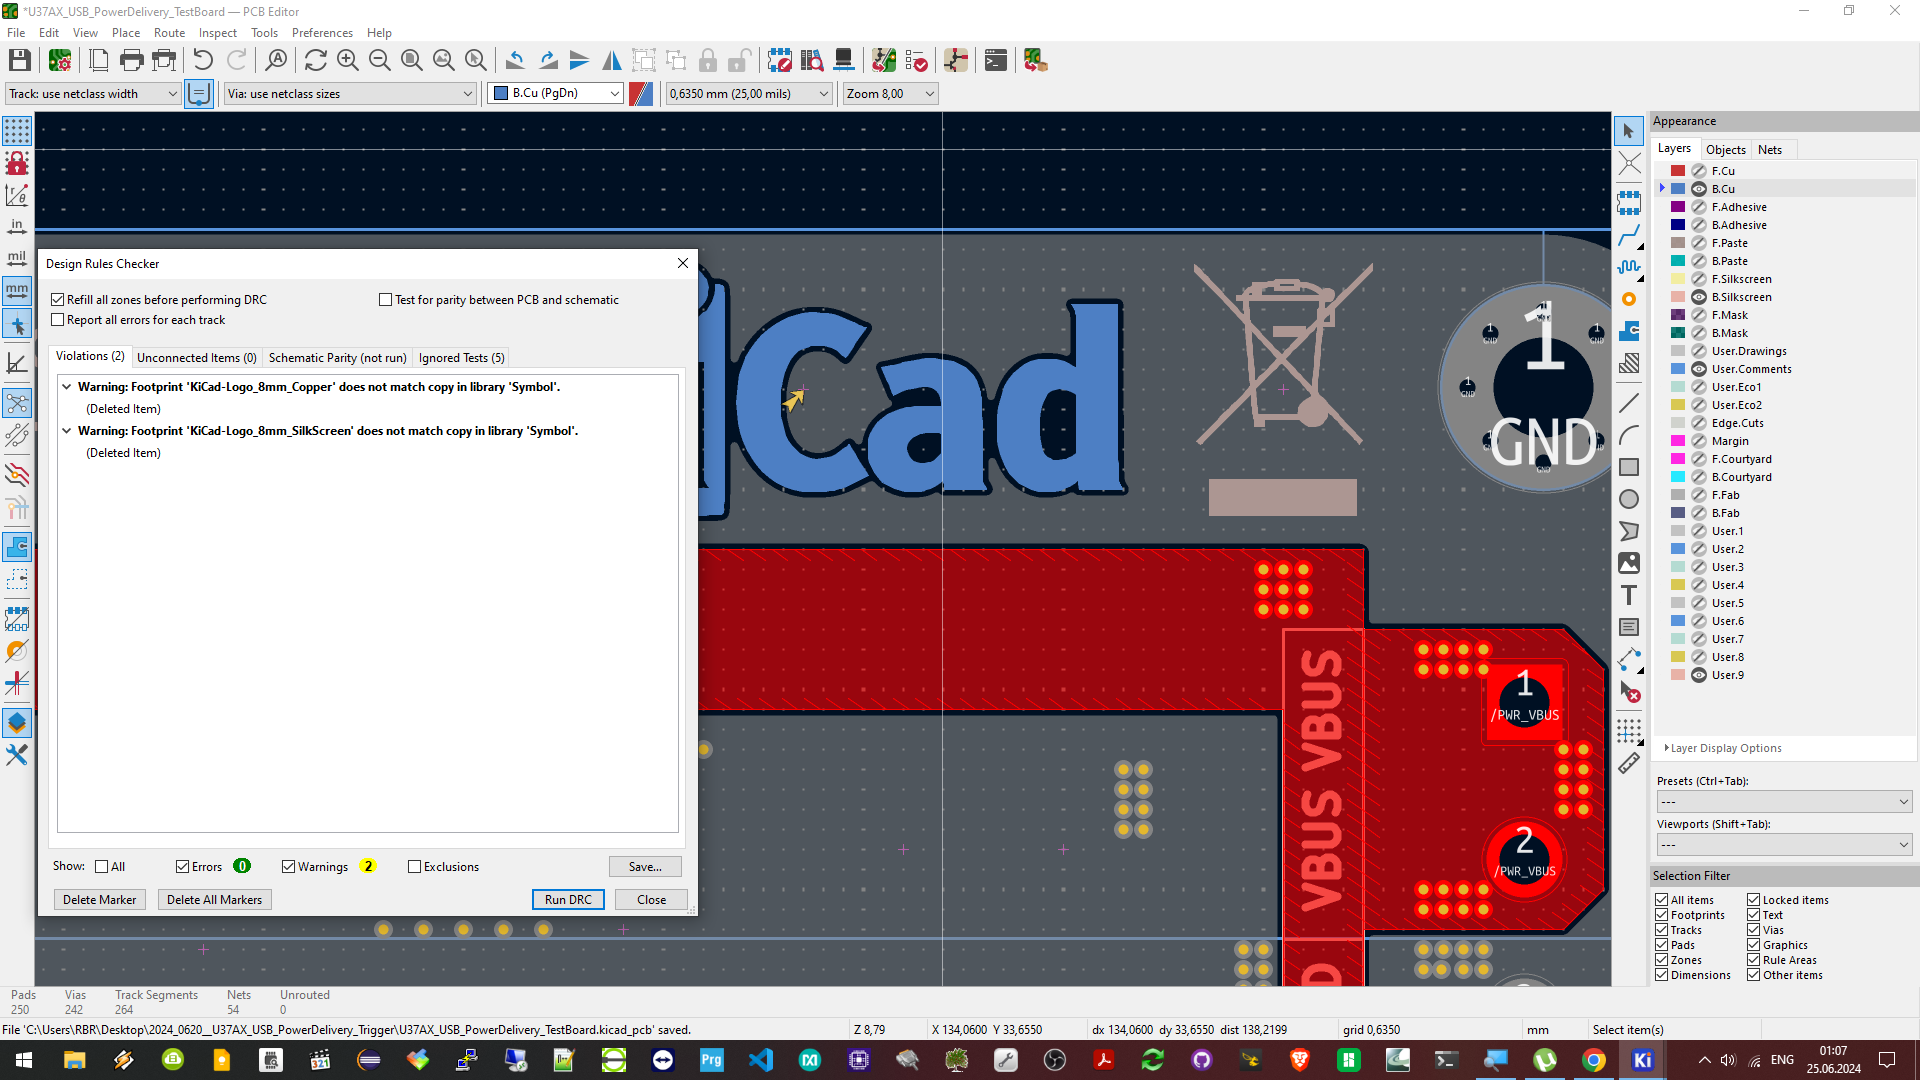 *U37AX_USB_PowerDelivery_TestBoard — PCB Editor
File Edit View Place Route Inspect Tools Preferences Help
Track: use netclass width
Via: use netclass sizes
B.Cu (PgDn)
0,6350 mm (25,00 mils)
Zoom 8,00
in
mil
mm
Design Rules Checker
Refill all zones before performing DRC
Test for parity between PCB and schematic
Report all errors for each track
Violations (2)
Unconnected Items (0)
Schematic Parity (not run)
Ignored Tests (5)
Warning: Footprint 'KiCad-Logo_8mm_Copper' does not match copy in library 'Symbol'.
(Deleted Item)
Warning: Footprint 'KiCad-Logo_8mm_SilkScreen' does not match copy in library 'Symbol'.
(Deleted Item)
Show: All Errors 0 Warnings 2 Exclusions
Save...
Delete Marker
Delete All Markers
Run DRC
Close
Cad
1
GND
VBUS VBUS
1
/PWR_VBUS
2
/PWR_VBUS
Appearance
Layers Objects Nets
F.Cu
B.Cu
F.Adhesive
B.Adhesive
F.Paste
B.Paste
F.Silkscreen
B.Silkscreen
F.Mask
B.Mask
User.Drawings
User.Comments
User.Eco1
User.Eco2
Edge.Cuts
Margin
F.Courtyard
B.Courtyard
F.Fab
B.Fab
User.1
User.2
User.3
User.4
User.5
User.6
User.7
User.8
User.9
Layer Display Options
Presets (Ctrl+Tab):
---
Viewports (Shift+Tab):
---
Selection Filter
All items Locked items
Footprints Text
Tracks Vias
Pads Graphics
Zones Rule Areas
Dimensions Other items
Pads Vias Track Segments Nets Unrouted
250 242 264 54 0
File 'C:\Users\RBR\Desktop\2024_0620__U37AX_USB_PowerDelivery_Trigger\U37AX_USB_PowerDelivery_TestBoard.kicad_pcb' saved.
Z 8,79
X 134,0600 Y 33,6550
dx 134,0600 dy 33,6550 dist 138,2199
grid 0,6350
mm
Select item(s)
321
Prg
Ki
ENG
01:07
25.06.2024